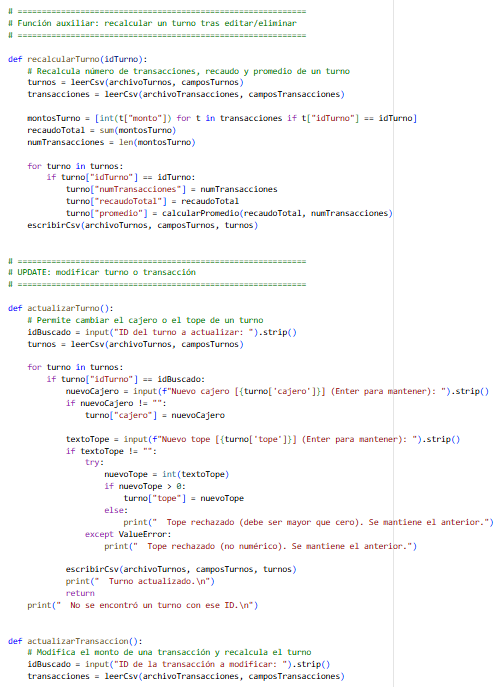 # ============================================================
# Función auxiliar: recalcular un turno tras editar/eliminar
# ============================================================

def recalcularTurno(idTurno):
    # Recalcula número de transacciones, recaudo y promedio de un turno
    turnos = leerCsv(archivoTurnos, camposTurnos)
    transacciones = leerCsv(archivoTransacciones, camposTransacciones)

    montosTurno = [int(t["monto"]) for t in transacciones if t["idTurno"] == idTurno]
    recaudoTotal = sum(montosTurno)
    numTransacciones = len(montosTurno)

    for turno in turnos:
        if turno["idTurno"] == idTurno:
            turno["numTransacciones"] = numTransacciones
            turno["recaudoTotal"] = recaudoTotal
            turno["promedio"] = calcularPromedio(recaudoTotal, numTransacciones)
    escribirCsv(archivoTurnos, camposTurnos, turnos)


# ============================================================
# UPDATE: modificar turno o transacción
# ============================================================

def actualizarTurno():
    # Permite cambiar el cajero o el tope de un turno
    idBuscado = input("ID del turno a actualizar: ").strip()
    turnos = leerCsv(archivoTurnos, camposTurnos)

    for turno in turnos:
        if turno["idTurno"] == idBuscado:
            nuevoCajero = input(f"Nuevo cajero [{turno['cajero']}] (Enter para mantener): ").strip()
            if nuevoCajero != "":
                turno["cajero"] = nuevoCajero

            textoTope = input(f"Nuevo tope [{turno['tope']}] (Enter para mantener): ").strip()
            if textoTope != "":
                try:
                    nuevoTope = int(textoTope)
                    if nuevoTope > 0:
                        turno["tope"] = nuevoTope
                    else:
                        print("  Tope rechazado (debe ser mayor que cero). Se mantiene el anterior.")
                except ValueError:
                    print("  Tope rechazado (no numérico). Se mantiene el anterior.")

            escribirCsv(archivoTurnos, camposTurnos, turnos)
            print("  Turno actualizado.\n")
            return
    print("  No se encontró un turno con ese ID.\n")


def actualizarTransaccion():
    # Modifica el monto de una transacción y recalcula el turno
    idBuscado = input("ID de la transacción a modificar: ").strip()
    transacciones = leerCsv(archivoTransacciones, camposTransacciones)